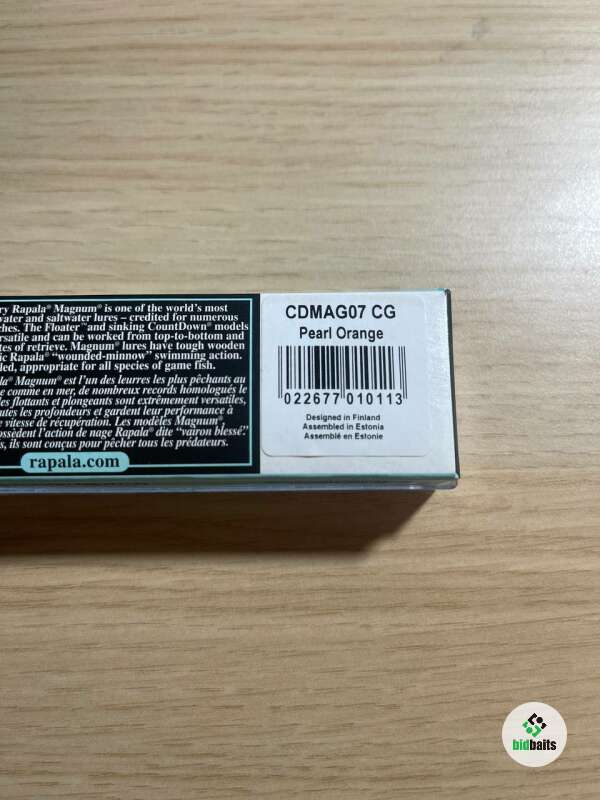 ry Rapala® Magnum® is one of the world's most
water and saltwater lures – credited for numerous
ches. The Floater™ and sinking CountDown® models
ersatile and can be worked from top-to-bottom and
tes of retrieve. Magnum® lures have tough wooden
ic Rapala® “wounded-minnow” swimming action.
led, appropriate for all species of game fish.
la® Magnum® est l'un des leurres les plus pêchants au
e comme en mer, de nombreux records homologués le
les flottants et plongeants sont extrêmement versatiles,
utes les profondeurs et gardent leur performance à
e vitesse de récupération. Les modèles Magnum®,
ossèdent l'action de nage Rapala® dite “vairon blessé.”
s, ils sont conçus pour pêcher tous les prédateurs.
rapala.com
CDMAG07 CG
Pearl Orange
022677 010113
Designed in Finland
Assembled in Estonia
Assemblé en Estonie
bidbaits